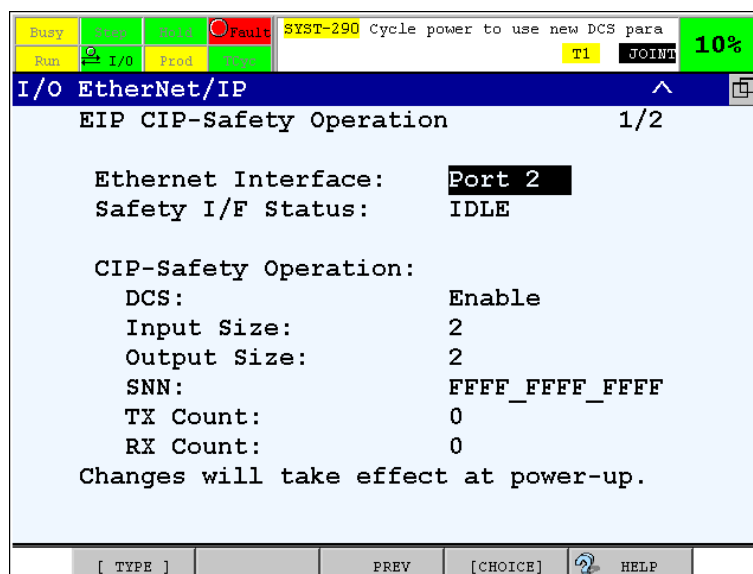 Busy Step Hold Fault SYST-290 Cycle power to use new DCS para
Run I/O Prod TCyc T1 JOINT 10%
I/O EtherNet/IP
EIP CIP-Safety Operation 1/2
Ethernet Interface: Port 2
Safety I/F Status: IDLE
CIP-Safety Operation:
DCS: Enable
Input Size: 2
Output Size: 2
SNN: FFFF_FFFF_FFFF
TX Count: 0
RX Count: 0
Changes will take effect at power-up.
[ TYPE ] PREV [CHOICE] HELP